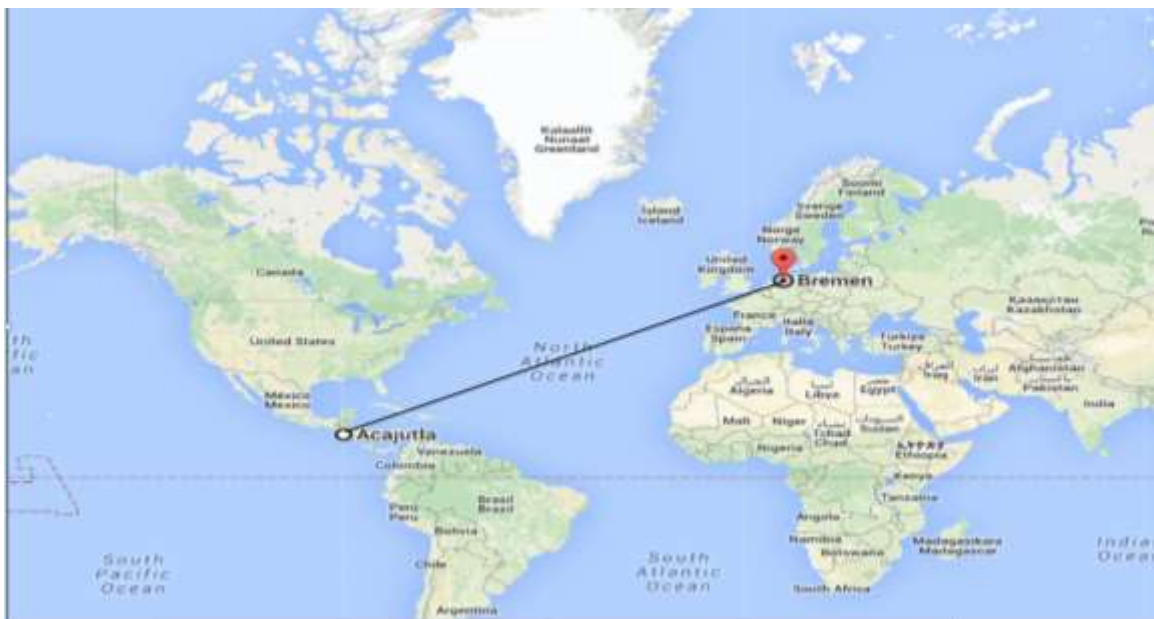 Kalaallit
Nunaat
Greenland
Suomi
Finland
Sverige
Sweden
Ísland
Iceland
Norge
Norway
United
Kingdom
Bremen
Canada
France
Italia
Italy
España
Spain
Türkiye
Turkey
Казахстан
Kazakhstan
United States
North
Atlantic
Ocean
México
Mexico
Acajutla
Algeria
Libya
Egypt
Iraq
Iran
Afghanistan
Pakistan
India
Mali
Niger
Tchad
Chad
Sudan
Nigeria
Ethiopia
Kenya
Tanzania
Venezuela
Colombia
Brasil
Brazil
Perú
Peru
Bolivia
Chile
Argentina
Angola
Namibia
Botswana
Madagasikara
Madagascar
South Africa
South
Pacific
Ocean
South
Atlantic
Ocean